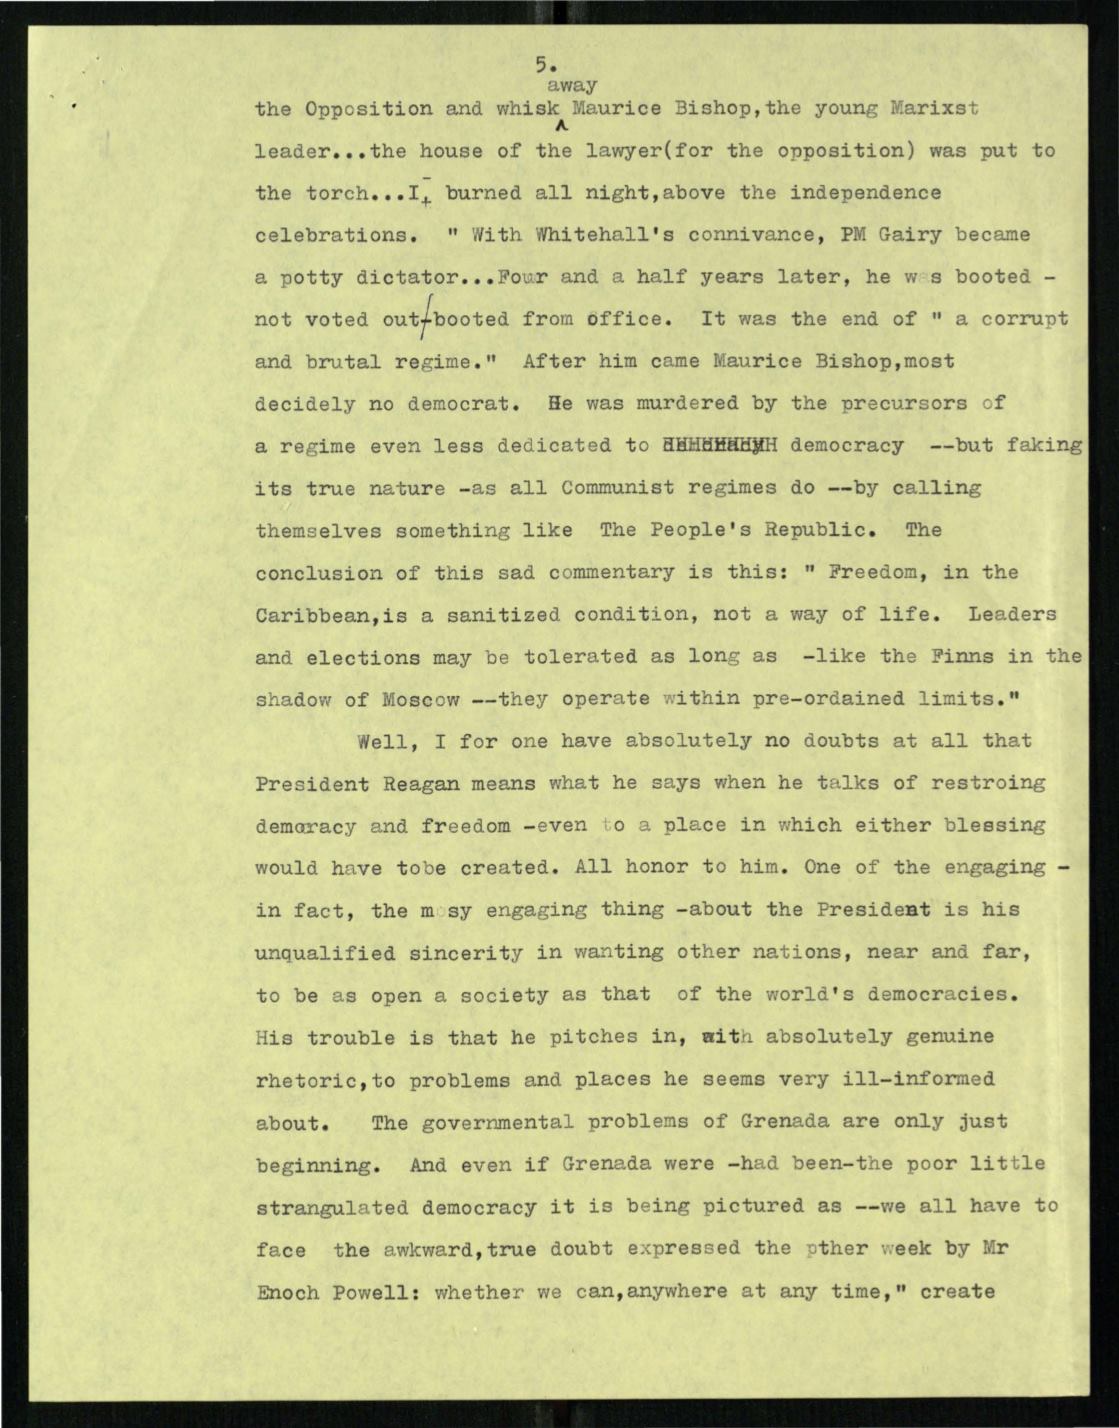 5.
away
the Opposition and whisk Maurice Bishop,the young Marixst
leader...the house of the lawyer(for the opposition) was put to
the torch...It burned all night,above the independence
celebrations. " With Whitehall's connivance, PM Gairy became
a potty dictator...Four and a half years later, he was booted -
not voted out-booted from office. It was the end of " a corrupt
and brutal regime." After him came Maurice Bishop,most
decidely no democrat. He was murdered by the precursors of
a regime even less dedicated to democracy --but faking
its true nature -as all Communist regimes do --by calling
themselves something like The People's Republic. The
conclusion of this sad commentary is this: " Freedom, in the
Caribbean,is a sanitized condition, not a way of life. Leaders
and elections may be tolerated as long as -like the Finns in the
shadow of Moscow --they operate within pre-ordained limits."
Well, I for one have absolutely no doubts at all that
President Reagan means what he says when he talks of restroing
demoracy and freedom -even to a place in which either blessing
would have tobe created. All honor to him. One of the engaging -
in fact, the mosy engaging thing -about the President is his
unqualified sincerity in wanting other nations, near and far,
to be as open a society as that of the world's democracies.
His trouble is that he pitches in, with absolutely genuine
rhetoric,to problems and places he seems very ill-informed
about. The governmental problems of Grenada are only just
beginning. And even if Grenada were -had been-the poor little
strangulated democracy it is being pictured as --we all have to
face the awkward,true doubt expressed the pther week by Mr
Enoch Powell: whether we can,anywhere at any time," create